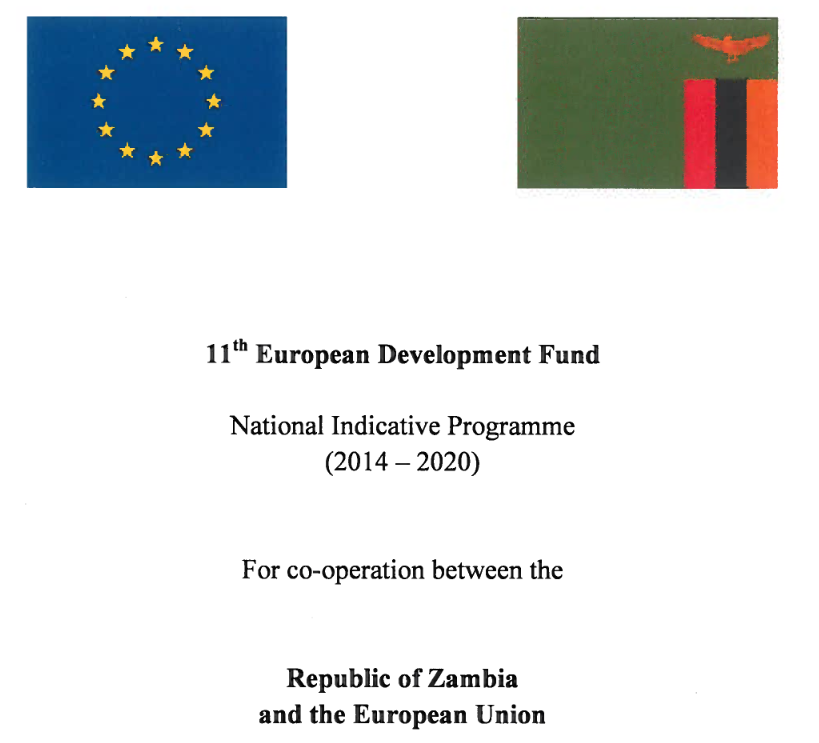 11th European Development Fund
National Indicative Programme
(2014 – 2020)
For co-operation between the
Republic of Zambia
and the European Union